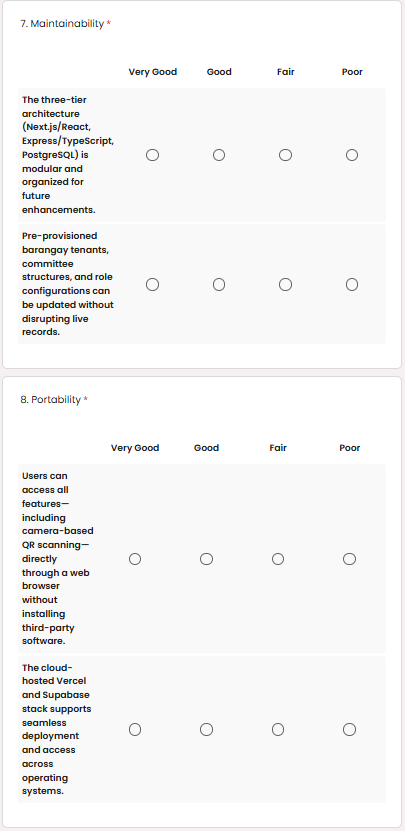 7. Maintainability *
Very Good Good Fair Poor
The three-tier
architecture
(Next.js/React,
Express/TypeScript,
PostgreSQL) is
modular and
organized for
future
enhancements.
Pre-provisioned
barangay tenants,
committee
structures, and role
configurations can
be updated without
disrupting live
records.
8. Portability *
Very Good Good Fair Poor
Users can
access all
features—
including
camera-based
QR scanning—
directly
through a web
browser
without
installing
third-party
software.
The cloud-
hosted Vercel
and Supabase
stack supports
seamless
deployment
and access
across
operating
systems.